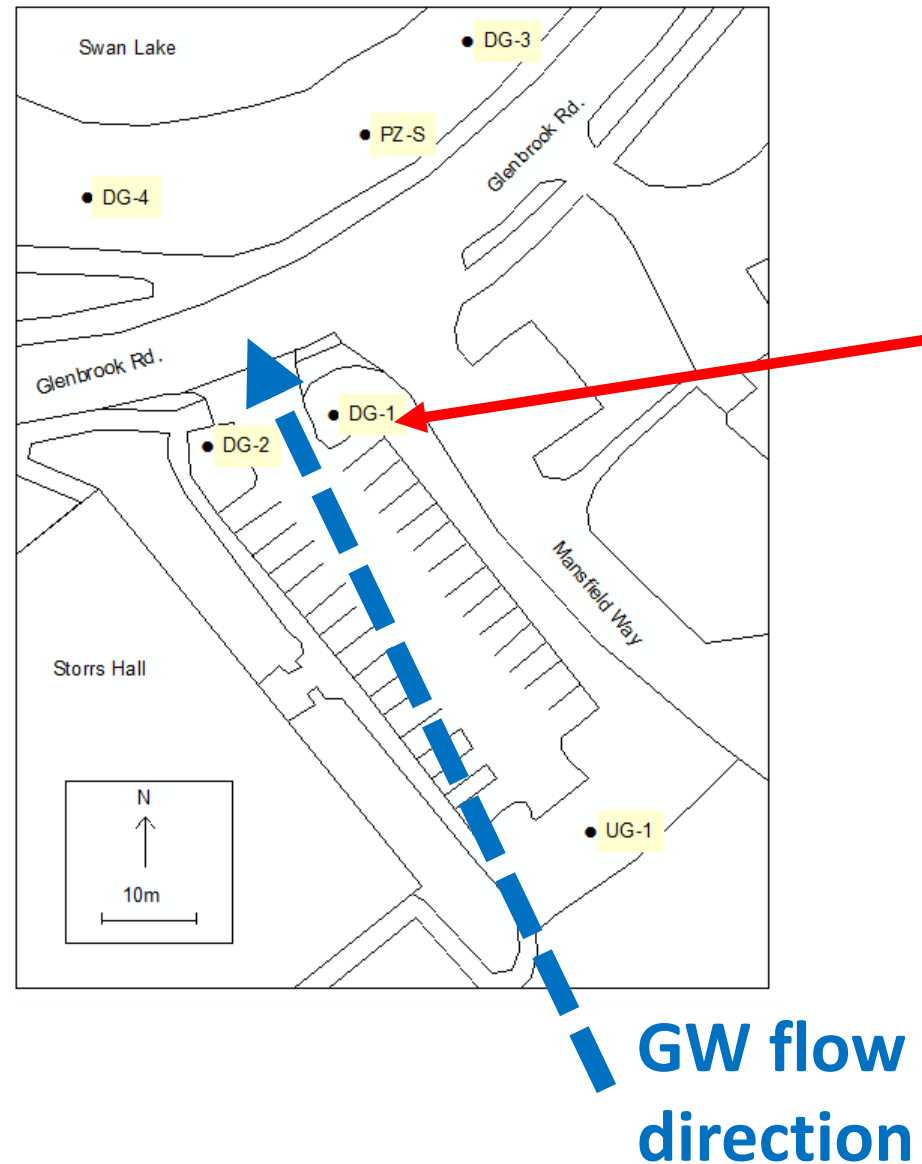 Swan Lake
DG-3
PZ-S
Glenbrook Rd.
DG-4
Glenbrook Rd.
DG-1
DG-2
Mansfield Way
Storrs Hall
N
10m
UG-1
GW flow
direction